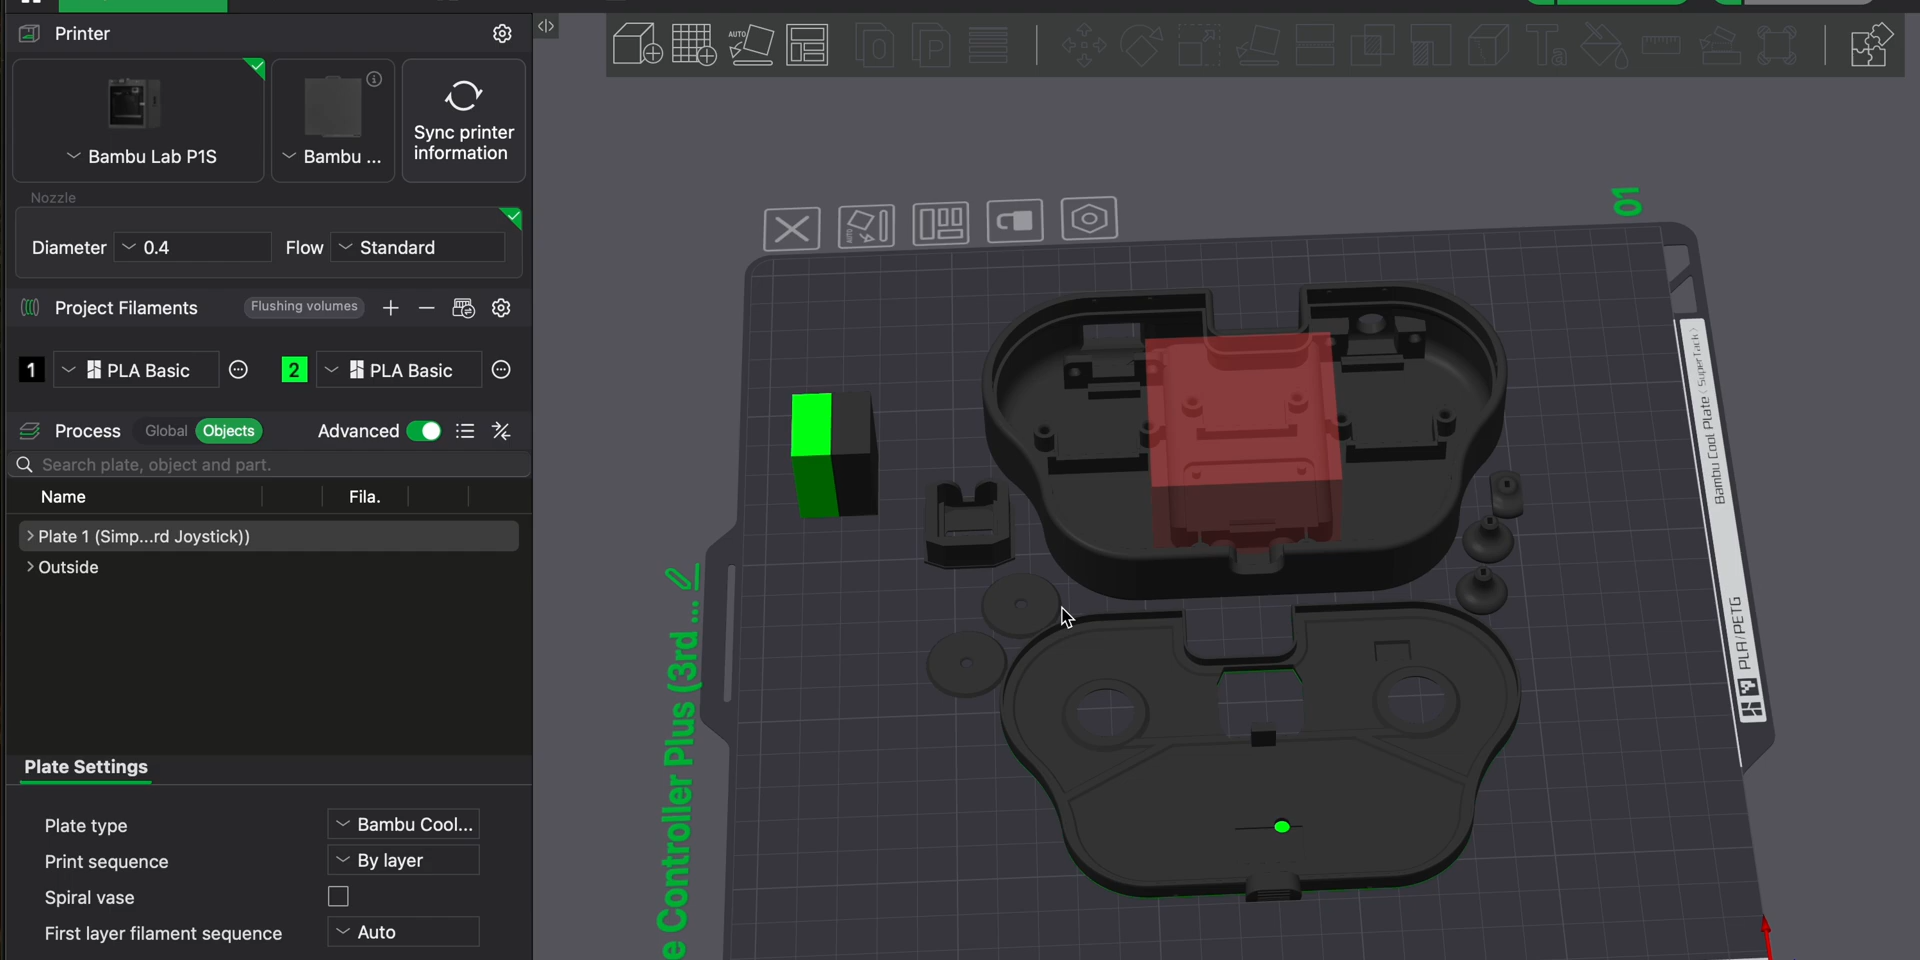 Printer
Bambu Lab P1S
Bambu ...
Sync printer
information
Nozzle
Diameter
0.4
Flow
Standard
Project Filaments
Flushing volumes
1
PLA Basic
2
PLA Basic
Process
Global
Objects
Advanced
Search plate, object and part.
Name
Fila.
Plate 1 (Simp...rd Joystick))
Outside
Plate Settings
Plate type
Bambu Cool...
Print sequence
By layer
Spiral vase
First layer filament sequence
Auto
AUTO
AUTO
01
e Controller Plus (3rd ...
Bambu Cool Plate ( SuperTack )
PLA/PETG